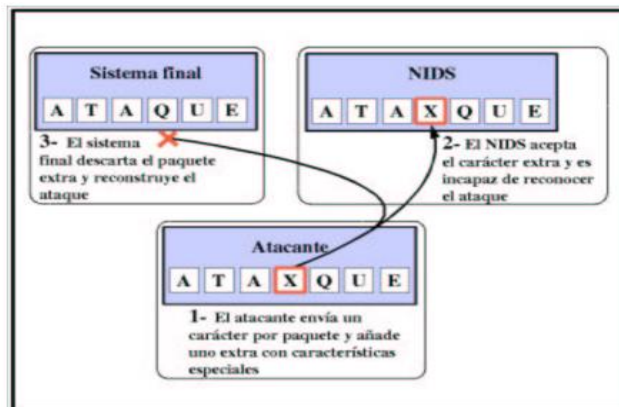 Sistema final
A T A Q U E
3- El sistema
final descarta el paquete
extra y reconstruye el
ataque
NIDS
A T A X Q U E
2- El NIDS acepta
el carácter extra y es
incapaz de reconocer
el ataque
Atacante
A T A X Q U E
1- El atacante envía un
carácter por paquete y añade
uno extra con características
especiales